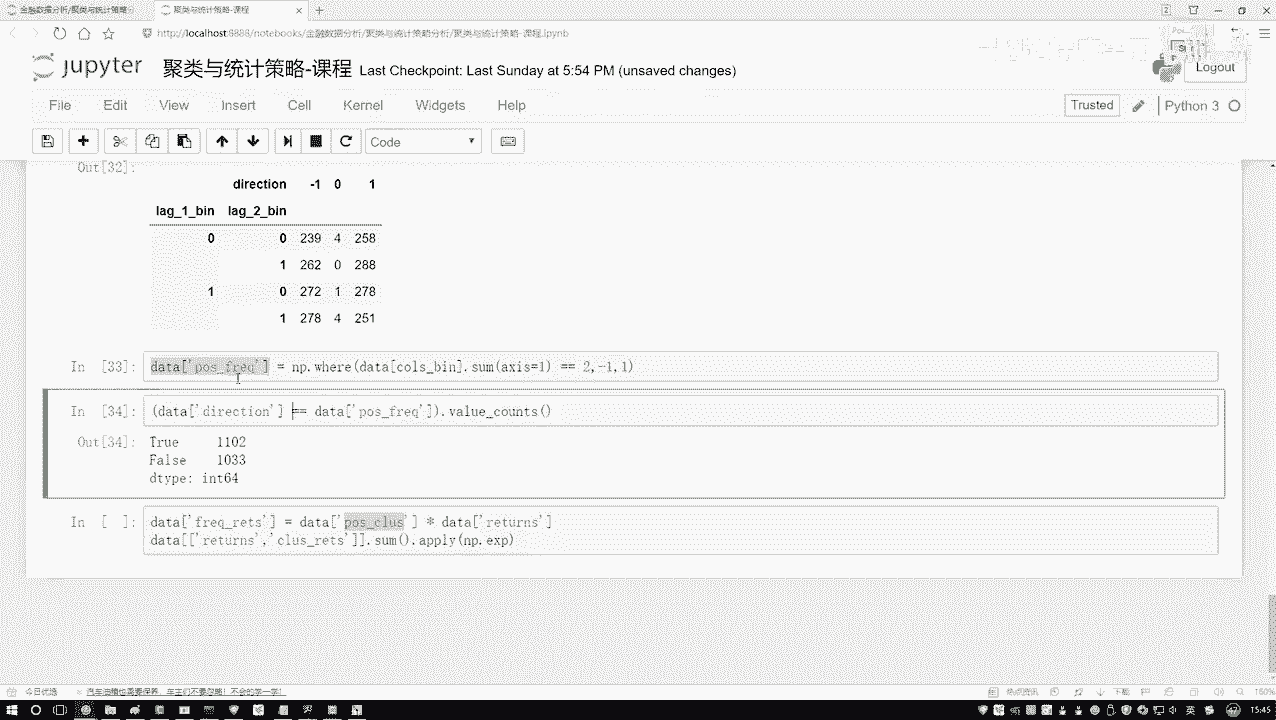 金融数据分析/聚类与统计策略分
聚类与统计策略-课程
http://localhost:8888/notebooks/金融数据分析/聚类与统计策略分析/聚类与统计策略-课程.ipynb
jupyter 聚类与统计策略-课程 Last Checkpoint: Last Sunday at 5:54 PM (unsaved changes)
Logout
File Edit View Insert Cell Kernel Widgets Help
Trusted Python 3
Code
Out[32]:
direction -1 0 1
lag_1_bin lag_2_bin
0 0 239 4 258
1 262 0 288
1 0 272 1 278
1 278 4 251
In [33]: data['pos_freq'] = np.where(data[cols_bin].sum(axis=1) == 2,-1,1)
In [34]: (data['direction'] == data['pos_freq']).value_counts()
Out[34]: True 1102
False 1033
dtype: int64
In [ ]: data['freq_rets'] = data['pos_clus'] * data['returns']
data[['returns','clus_rets']].sum().apply(np.exp)
今日优选
汽车油箱也需要保养，车主们不要忽略！不会的学一学！
热点资讯
下载
160%
英
15:45